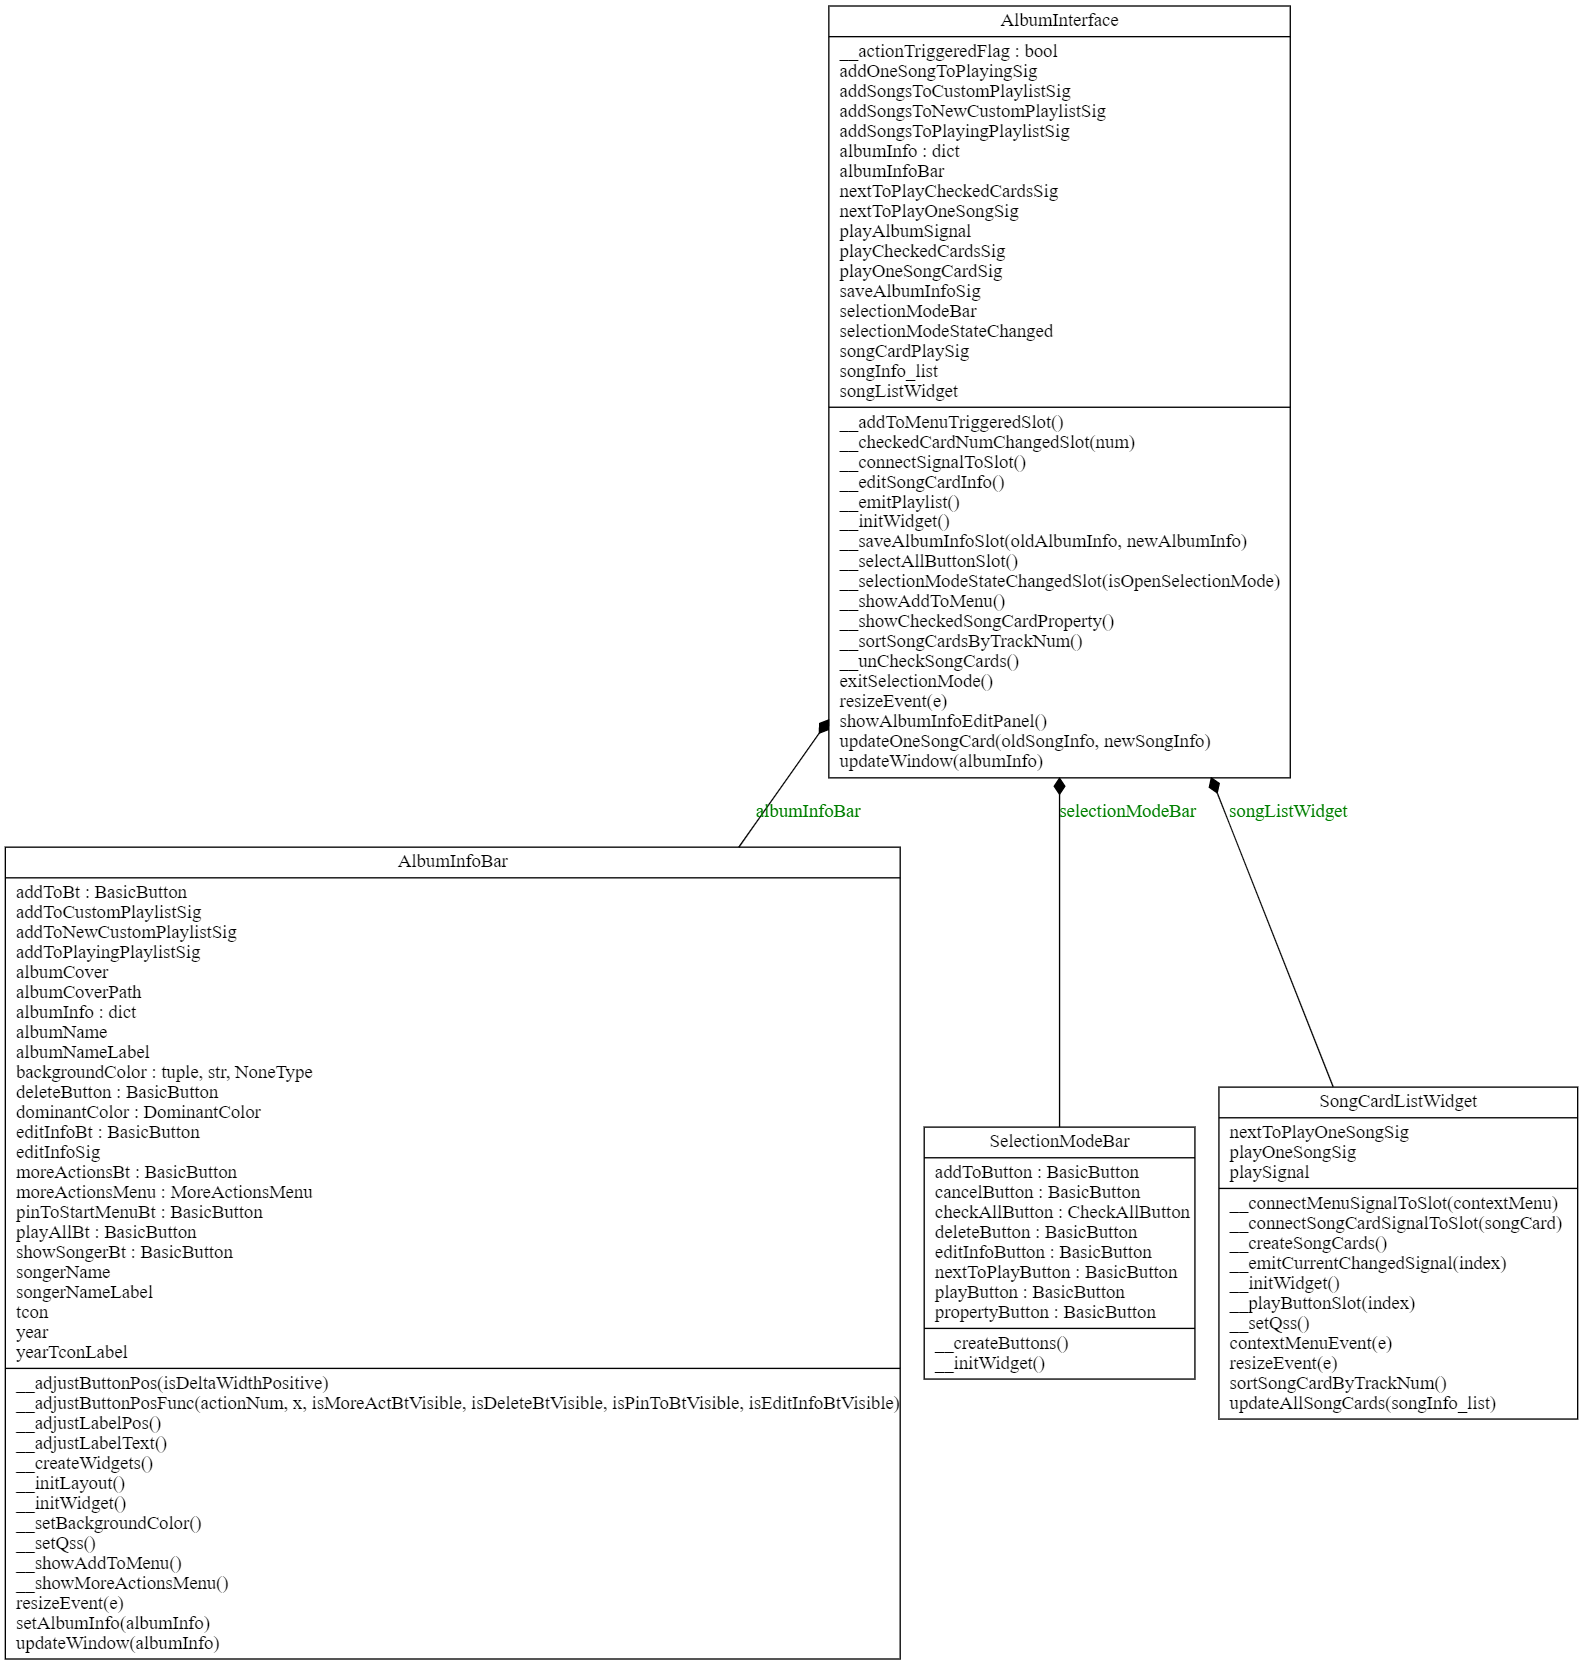 AlbumInterface
__actionTriggeredFlag : bool
addOneSongToPlayingSig
addSongsToCustomPlaylistSig
addSongsToNewCustomPlaylistSig
addSongsToPlayingPlaylistSig
albumInfo : dict
albumInfoBar
nextToPlayCheckedCardsSig
nextToPlayOneSongSig
playAlbumSignal
playCheckedCardsSig
playOneSongCardSig
saveAlbumInfoSig
selectionModeBar
selectionModeStateChanged
songCardPlaySig
songInfo_list
songListWidget
__addToMenuTriggeredSlot()
__checkedCardNumChangedSlot(num)
__connectSignalToSlot()
__editSongCardInfo()
__emitPlaylist()
__initWidget()
__saveAlbumInfoSlot(oldAlbumInfo, newAlbumInfo)
__selectAllButtonSlot()
__selectionModeStateChangedSlot(isOpenSelectionMode)
__showAddToMenu()
__showCheckedSongCardProperty()
__sortSongCardsByTrackNum()
__unCheckSongCards()
exitSelectionMode()
resizeEvent(e)
showAlbumInfoEditPanel()
updateOneSongCard(oldSongInfo, newSongInfo)
updateWindow(albumInfo)
albumInfoBar
selectionModeBar
songListWidget
AlbumInfoBar
addToBt : BasicButton
addToCustomPlaylistSig
addToNewCustomPlaylistSig
addToPlayingPlaylistSig
albumCover
albumCoverPath
albumInfo : dict
albumName
albumNameLabel
backgroundColor : tuple, str, NoneType
deleteButton : BasicButton
dominantColor : DominantColor
editInfoBt : BasicButton
editInfoSig
moreActionsBt : BasicButton
moreActionsMenu : MoreActionsMenu
pinToStartMenuBt : BasicButton
playAllBt : BasicButton
showSongerBt : BasicButton
songerName
songerNameLabel
tcon
year
yearTconLabel
__adjustButtonPos(isDeltaWidthPositive)
__adjustButtonPosFunc(actionNum, x, isMoreActBtVisible, isDeleteBtVisible, isPinToBtVisible, isEditInfoBtVisible)
__adjustLabelPos()
__adjustLabelText()
__createWidgets()
__initLayout()
__initWidget()
__setBackgroundColor()
__setQss()
__showAddToMenu()
__showMoreActionsMenu()
resizeEvent(e)
setAlbumInfo(albumInfo)
updateWindow(albumInfo)
SelectionModeBar
addToButton : BasicButton
cancelButton : BasicButton
checkAllButton : CheckAllButton
deleteButton : BasicButton
editInfoButton : BasicButton
nextToPlayButton : BasicButton
playButton : BasicButton
propertyButton : BasicButton
__createButtons()
__initWidget()
SongCardListWidget
nextToPlayOneSongSig
playOneSongSig
playSignal
__connectMenuSignalToSlot(contextMenu)
__connectSongCardSignalToSlot(songCard)
__createSongCards()
__emitCurrentChangedSignal(index)
__initWidget()
__playButtonSlot(index)
__setQss()
contextMenuEvent(e)
resizeEvent(e)
sortSongCardByTrackNum()
updateAllSongCards(songInfo_list)